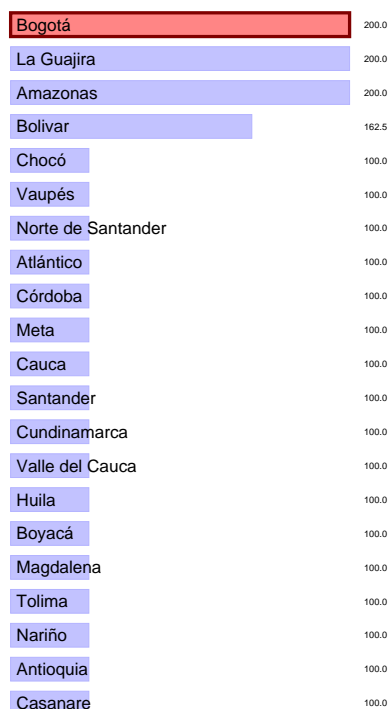 Bogotá 200.0
La Guajira 200.0
Amazonas 200.0
Bolivar 162.5
Chocó 100.0
Vaupés 100.0
Norte de Santander 100.0
Atlántico 100.0
Córdoba 100.0
Meta 100.0
Cauca 100.0
Santander 100.0
Cundinamarca 100.0
Valle del Cauca 100.0
Huila 100.0
Boyacá 100.0
Magdalena 100.0
Tolima 100.0
Nariño 100.0
Antioquia 100.0
Casanare 100.0